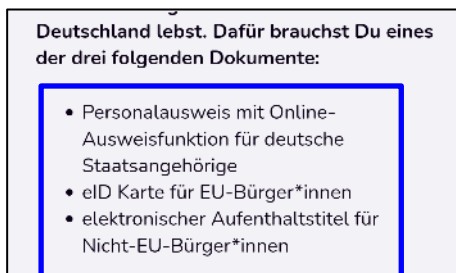 Deutschland lebst. Dafür brauchst Du eines
der drei folgenden Dokumente:
• Personalausweis mit Online-
Ausweisfunktion für deutsche
Staatsangehörige
• eID Karte für EU-Bürger*innen
• elektronischer Aufenthaltstitel für
Nicht-EU-Bürger*innen